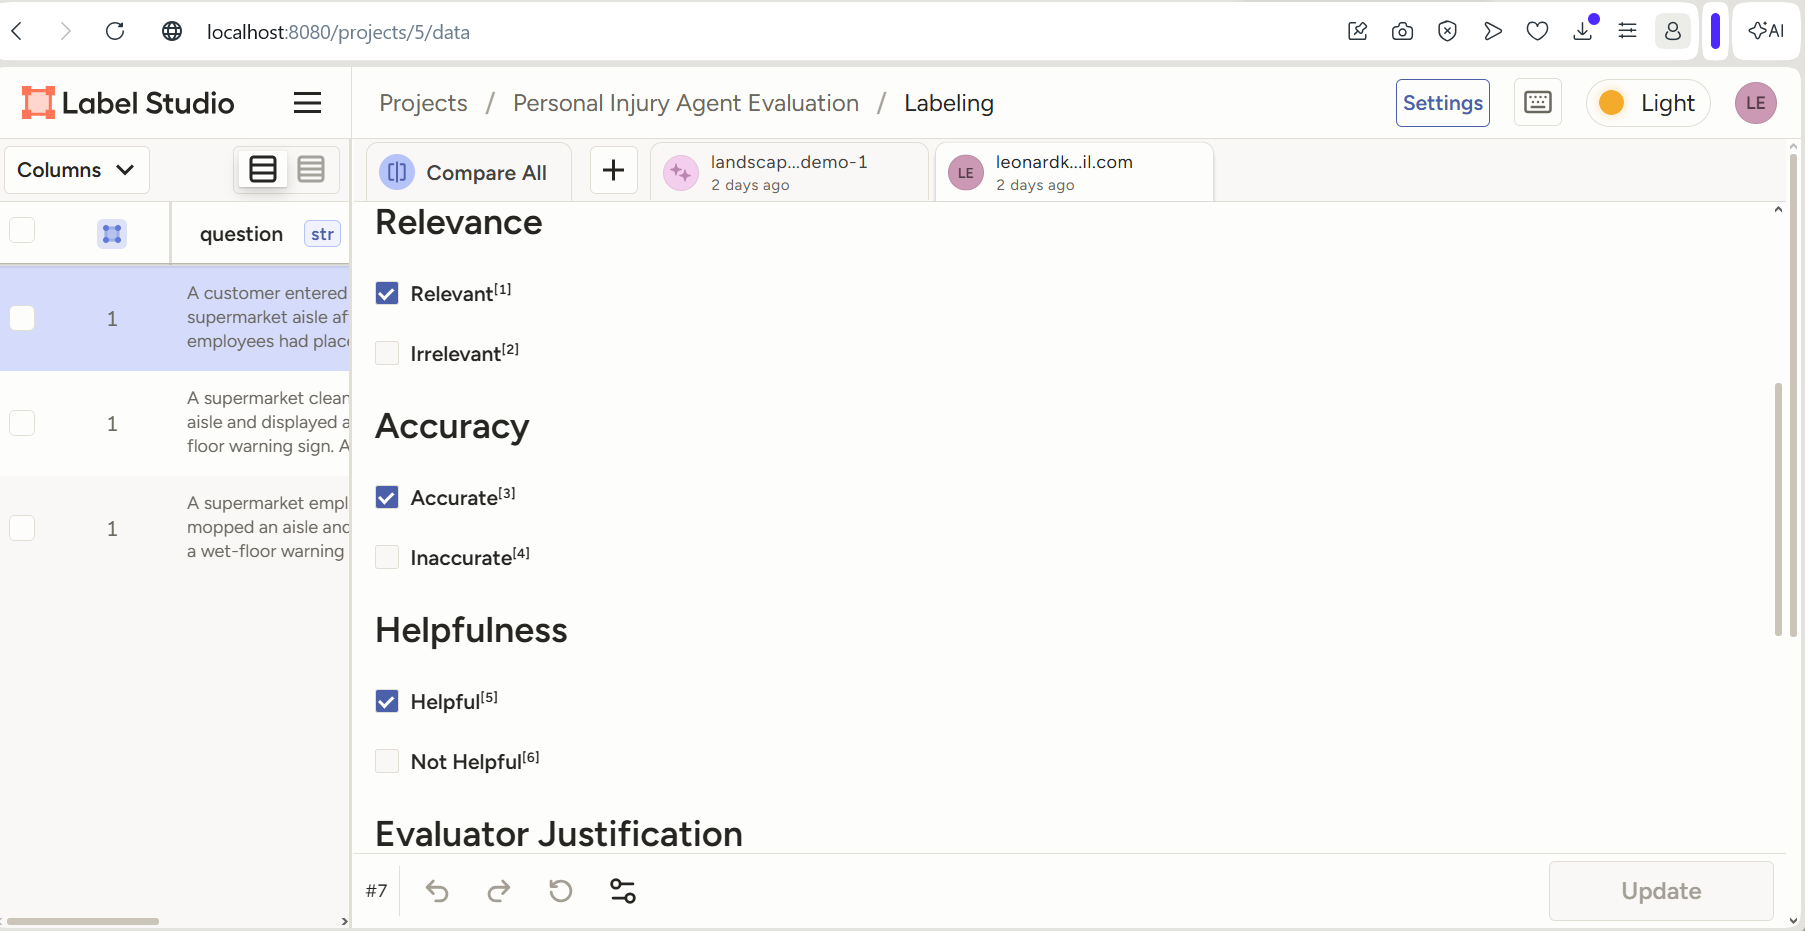 localhost:8080/projects/5/data
AI
Label Studio
Projects / Personal Injury Agent Evaluation / Labeling
Settings
Light
LE
Columns
Compare All
landscap...demo-1
2 days ago
LE
leonardk...il.com
2 days ago
question str
1
A customer entered
supermarket aisle af
employees had place
1
A supermarket clean
aisle and displayed a
floor warning sign. A
1
A supermarket empl
mopped an aisle and
a wet-floor warning
Relevance
Relevant[1]
Irrelevant[2]
Accuracy
Accurate[3]
Inaccurate[4]
Helpfulness
Helpful[5]
Not Helpful[6]
Evaluator Justification
#7
Update